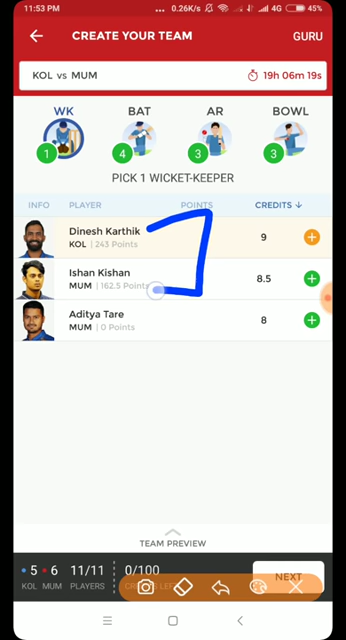 11:53 PM
... 0.26K/s 4G 45%
CREATE YOUR TEAM
GURU
KOL vs MUM
19h 06m 19s
WK BAT AR BOWL
1 4 3 3
PICK 1 WICKET-KEEPER
INFO PLAYER POINTS CREDITS ↓
Dinesh Karthik
KOL | 243 Points
9
Ishan Kishan
MUM | 162.5 Points
8.5
Aditya Tare
MUM | 0 Points
8
TEAM PREVIEW
5 6 11/11 0/100
KOL MUM PLAYERS
NEXT